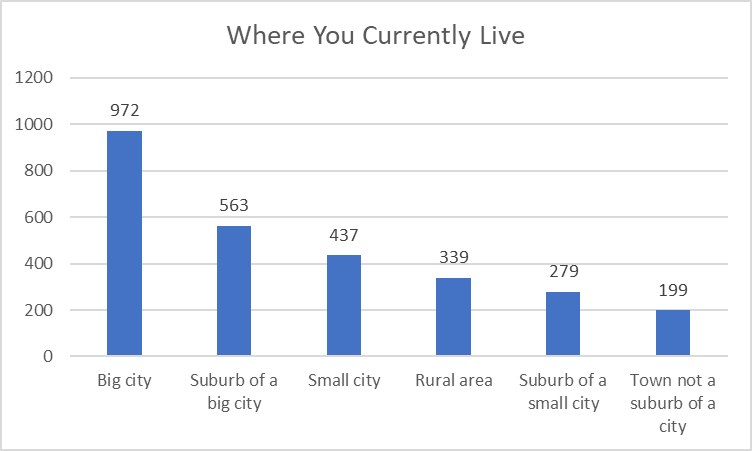 Where You Currently Live
1200
1000
800
600
400
200
0
972
563
437
339
279
199
Big city
Suburb of a
big city
Small city
Rural area
Suburb of a
small city
Town not a
suburb of a
city